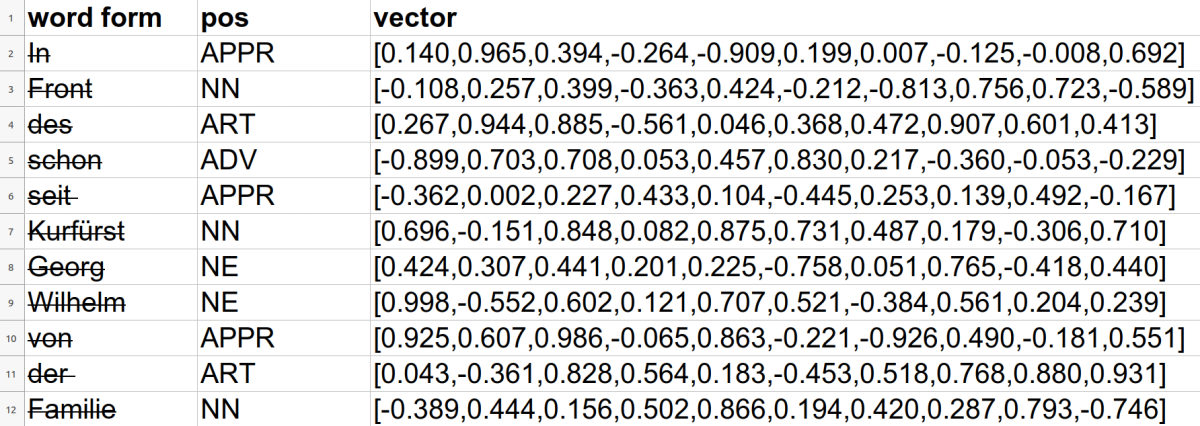 1 word form pos vector
2 In APPR [0.140,0.965,0.394,-0.264,-0.909,0.199,0.007,-0.125,-0.008,0.692]
3 Front NN [-0.108,0.257,0.399,-0.363,0.424,-0.212,-0.813,0.756,0.723,-0.589]
4 des ART [0.267,0.944,0.885,-0.561,0.046,0.368,0.472,0.907,0.601,0.413]
5 schon ADV [-0.899,0.703,0.708,0.053,0.457,0.830,0.217,-0.360,-0.053,-0.229]
6 seit APPR [-0.362,0.002,0.227,0.433,0.104,-0.445,0.253,0.139,0.492,-0.167]
7 Kurfürst NN [0.696,-0.151,0.848,0.082,0.875,0.731,0.487,0.179,-0.306,0.710]
8 Georg NE [0.424,0.307,0.441,0.201,0.225,-0.758,0.051,0.765,-0.418,0.440]
9 Wilhelm NE [0.998,-0.552,0.602,0.121,0.707,0.521,-0.384,0.561,0.204,0.239]
10 von APPR [0.925,0.607,0.986,-0.065,0.863,-0.221,-0.926,0.490,-0.181,0.551]
11 der ART [0.043,-0.361,0.828,0.564,0.183,-0.453,0.518,0.768,0.880,0.931]
12 Familie NN [-0.389,0.444,0.156,0.502,0.866,0.194,0.420,0.287,0.793,-0.746]